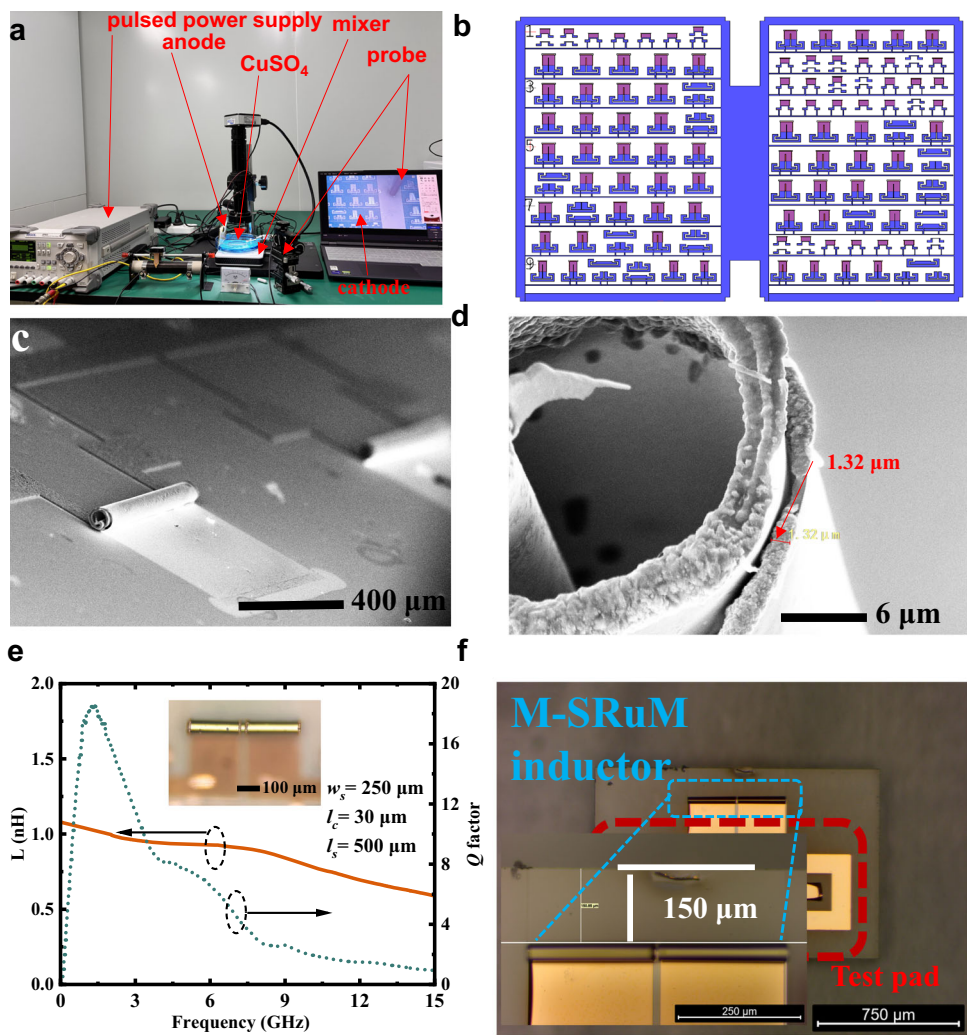 a
pulsed power supply
anode
CuSO4
mixer
probe
cathode
b
1
3
5
7
9
c
400 μm
d
1.32 μm
6 μm
e
2.0
1.5
1.0
0.5
0.0
L (nH)
20
16
12
8
4
0
Q factor
0
3
6
9
12
15
Frequency (GHz)
100 μm
ws= 250 μm
lc= 30 μm
ls= 500 μm
f
M-SRuM
inductor
150 μm
Test pad
250 μm
750 μm